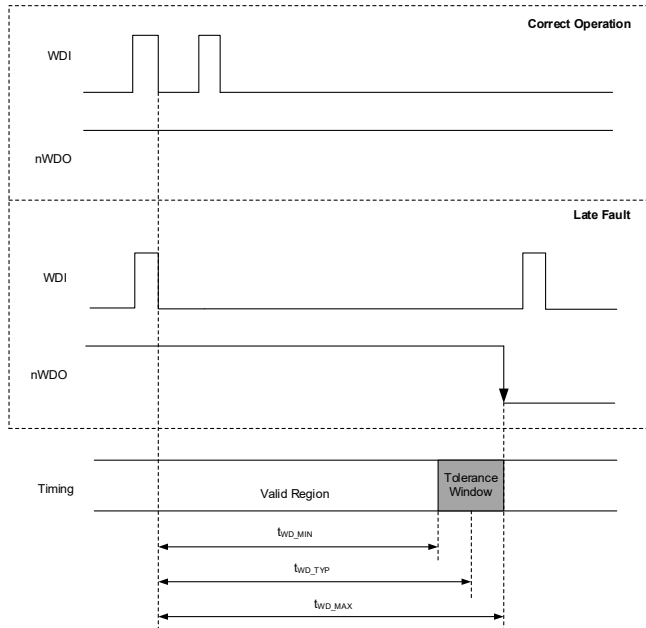 Correct Operation
WDI
nWDO
Late Fault
WDI
nWDO
Timing
Valid Region
Tolerance
Window
tWD_MIN
tWD_TYP
tWD_MAX